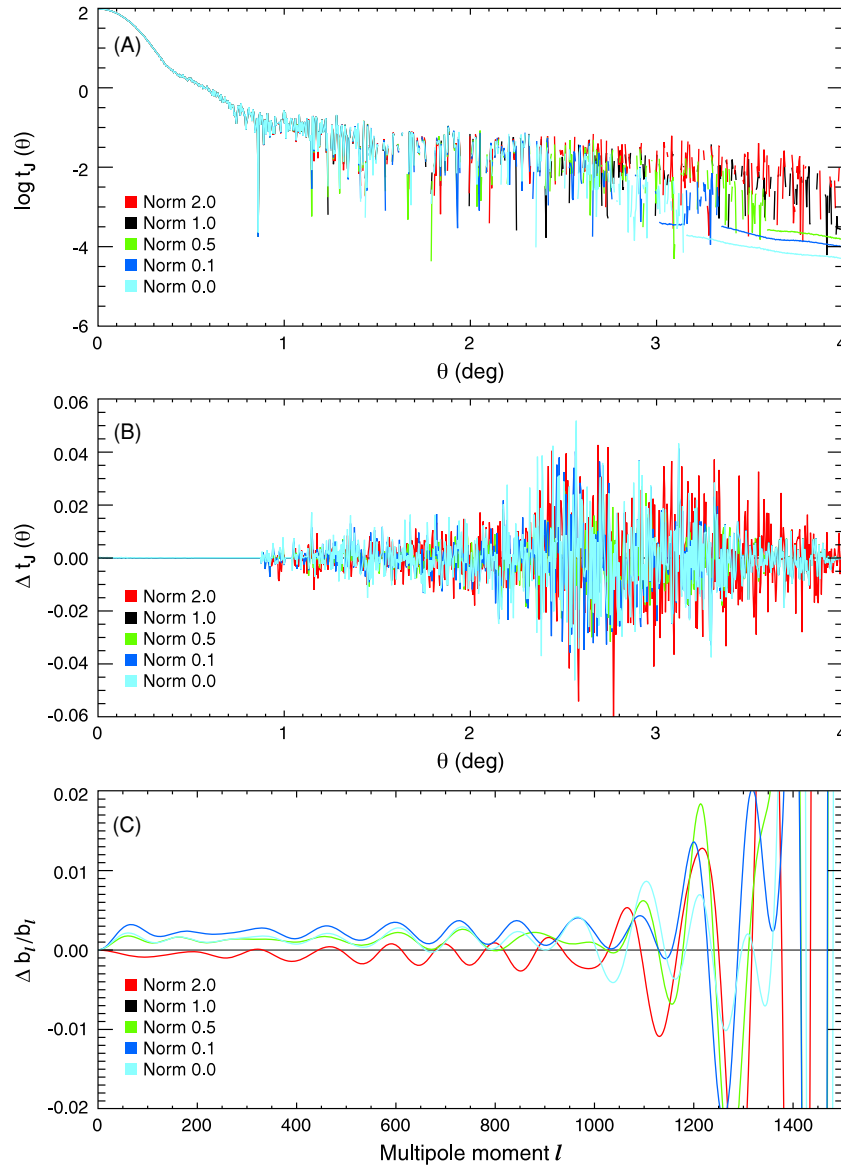 (A)
log tJ (θ)
2
0
-2
-4
-6
Norm 2.0
Norm 1.0
Norm 0.5
Norm 0.1
Norm 0.0
0 1 2 3 4
θ (deg)
(B)
Δ tJ (θ)
0.06
0.04
0.02
0.00
-0.02
-0.04
-0.06
Norm 2.0
Norm 1.0
Norm 0.5
Norm 0.1
Norm 0.0
0 1 2 3 4
θ (deg)
(C)
Δ bl/bl
0.02
0.01
0.00
-0.01
-0.02
Norm 2.0
Norm 1.0
Norm 0.5
Norm 0.1
Norm 0.0
0 200 400 600 800 1000 1200 1400
Multipole moment l